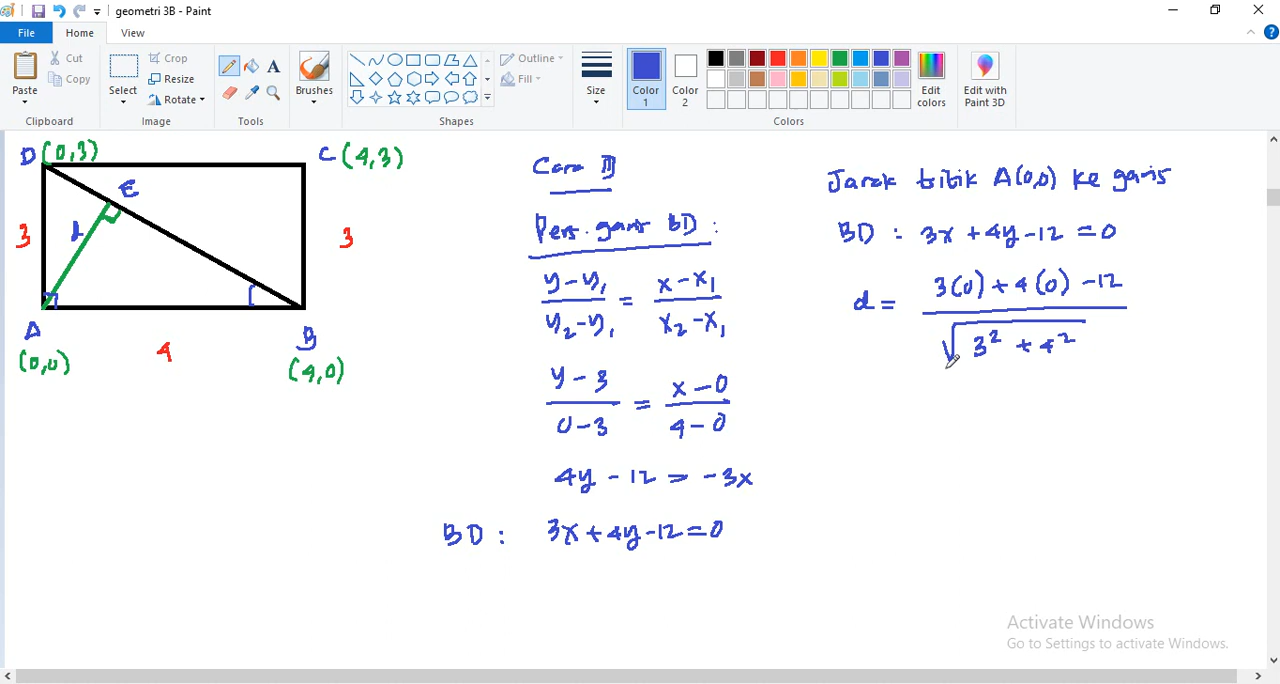 geometri 3B - Paint
File Home View
Paste Cut Copy Clipboard
Select Crop Resize Rotate Image
Tools
Brushes
Outline Fill Shapes
Size
Color 1 Color 2 Edit colors Colors
Edit with Paint 3D
D (0,3)
C (4,3)
E
d
3
3
A
(0,0)
4
B
(4,0)
Cara III
Pers. garis BD :
y-y₁ / y₂-y₁ = x-x₁ / x₂-x₁
y-3 / 0-3 = x-0 / 4-0
4y - 12 = -3x
BD : 3x+4y-12=0
Jarak titik A(0,0) ke garis
BD : 3x+4y-12=0
d = 3(0)+4(0)-12 / √3²+4²
Activate Windows
Go to Settings to activate Windows.